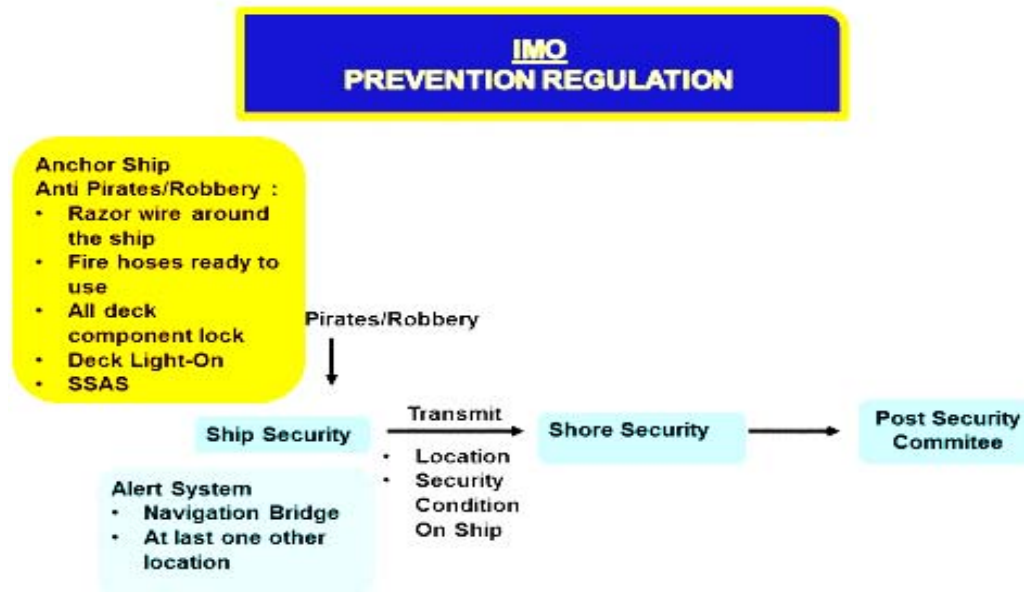 IMO
PREVENTION REGULATION
Anchor Ship
Anti Pirates/Robbery :
• Razor wire around
the ship
• Fire hoses ready to
use
• All deck
component lock
• Deck Light-On
• SSAS
Pirates/Robbery
Ship Security
Transmit
• Location
• Security
Condition
On Ship
Shore Security
Post Security
Commitee
Alert System
• Navigation Bridge
• At last one other
location